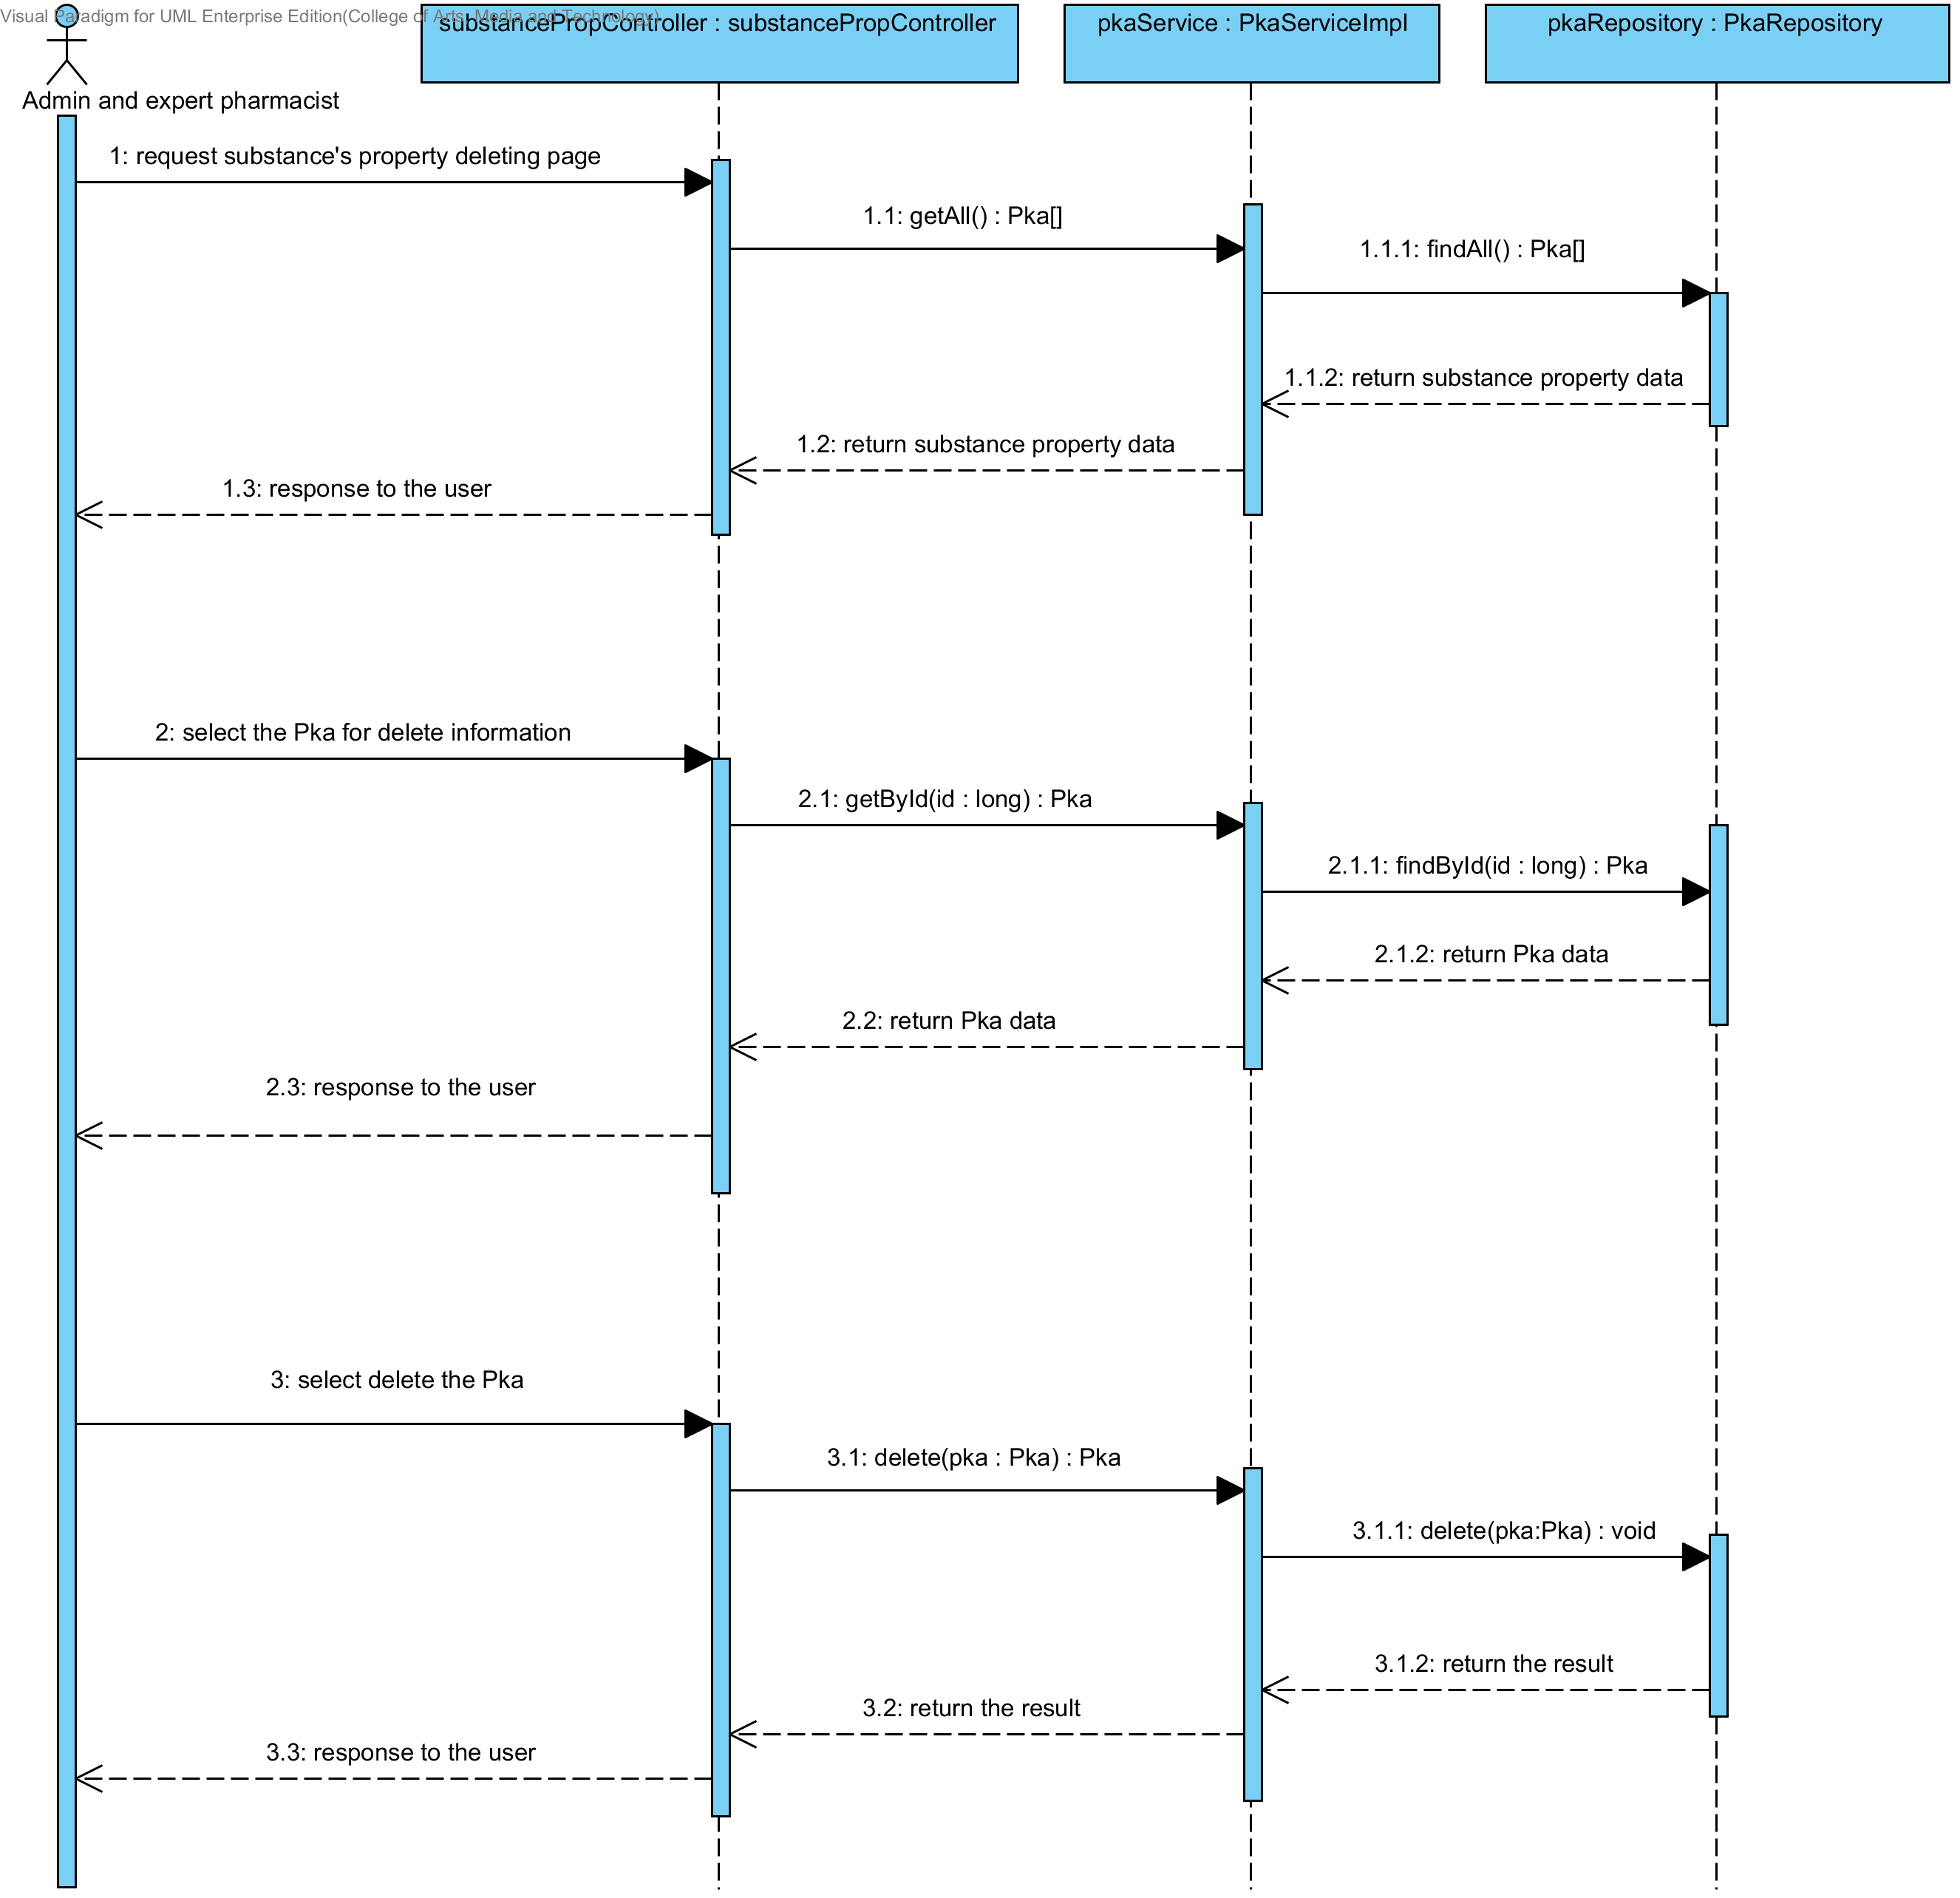 Visual Paradigm for UML Enterprise Edition(College of Arts, Media and Technology)
substancePropController : substancePropController
pkaService : PkaServiceImpl
pkaRepository : PkaRepository
Admin and expert pharmacist
1: request substance's property deleting page
1.1: getAll() : Pka[]
1.1.1: findAll() : Pka[]
1.1.2: return substance property data
1.2: return substance property data
1.3: response to the user
2: select the Pka for delete information
2.1: getById(id : long) : Pka
2.1.1: findById(id : long) : Pka
2.1.2: return Pka data
2.2: return Pka data
2.3: response to the user
3: select delete the Pka
3.1: delete(pka : Pka) : Pka
3.1.1: delete(pka:Pka) : void
3.1.2: return the result
3.2: return the result
3.3: response to the user